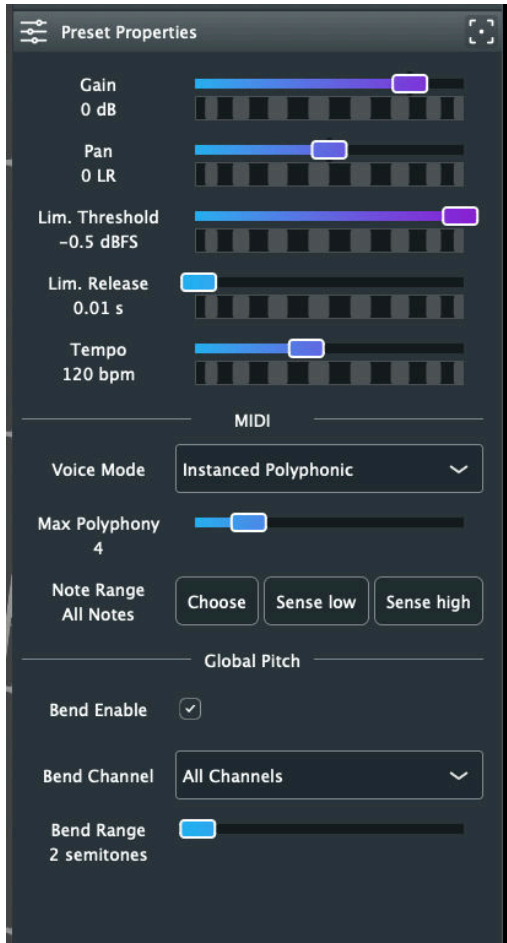 Preset Properties
Gain
0 dB
Pan
0 LR
Lim. Threshold
−0.5 dBFS
Lim. Release
0.01 s
Tempo
120 bpm
MIDI
Voice Mode
Instanced Polyphonic
Max Polyphony
4
Note Range
All Notes
Choose
Sense low
Sense high
Global Pitch
Bend Enable
Bend Channel
All Channels
Bend Range
2 semitones